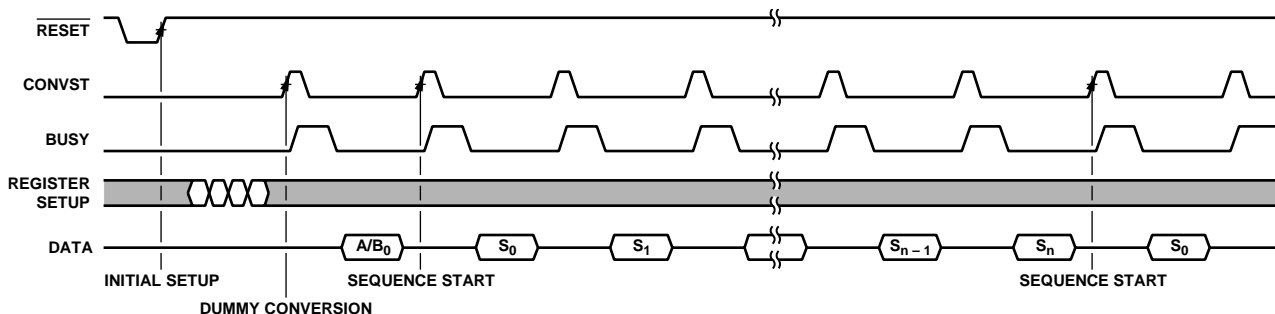 RESET
CONVST
BUSY
REGISTER
SETUP
DATA
A/B0
S0
S1
Sn – 1
Sn
S0
INITIAL SETUP
SEQUENCE START
SEQUENCE START
DUMMY CONVERSION